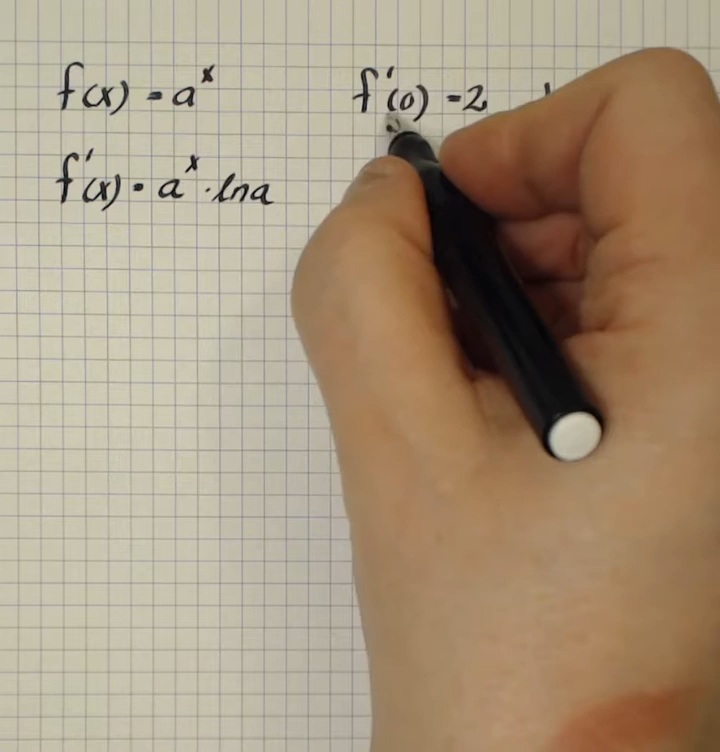 f(x) = a^x f'(0) = 2
f'(x) = a^x · ln a